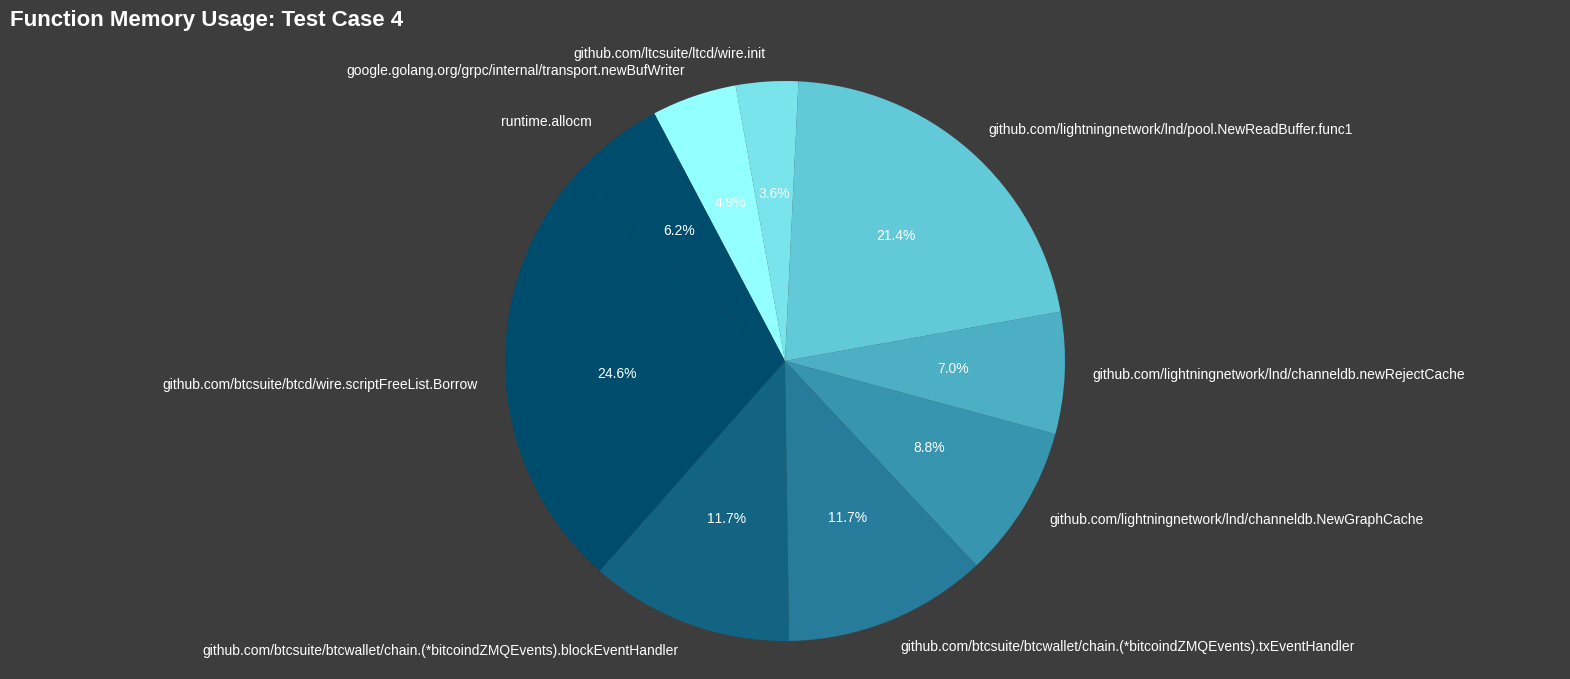 Function Memory Usage: Test Case 4
github.com/ltcsuite/ltcd/wire.init
google.golang.org/grpc/internal/transport.newBufWriter
runtime.allocm
github.com/lightningnetwork/lnd/pool.NewReadBuffer.func1
3.6%
4.9%
6.2%
21.4%
7.0%
github.com/lightningnetwork/lnd/channeldb.newRejectCache
24.6%
github.com/btcsuite/btcd/wire.scriptFreeList.Borrow
8.8%
11.7%
11.7%
github.com/lightningnetwork/lnd/channeldb.NewGraphCache
github.com/btcsuite/btcwallet/chain.(*bitcoindZMQEvents).blockEventHandler
github.com/btcsuite/btcwallet/chain.(*bitcoindZMQEvents).txEventHandler